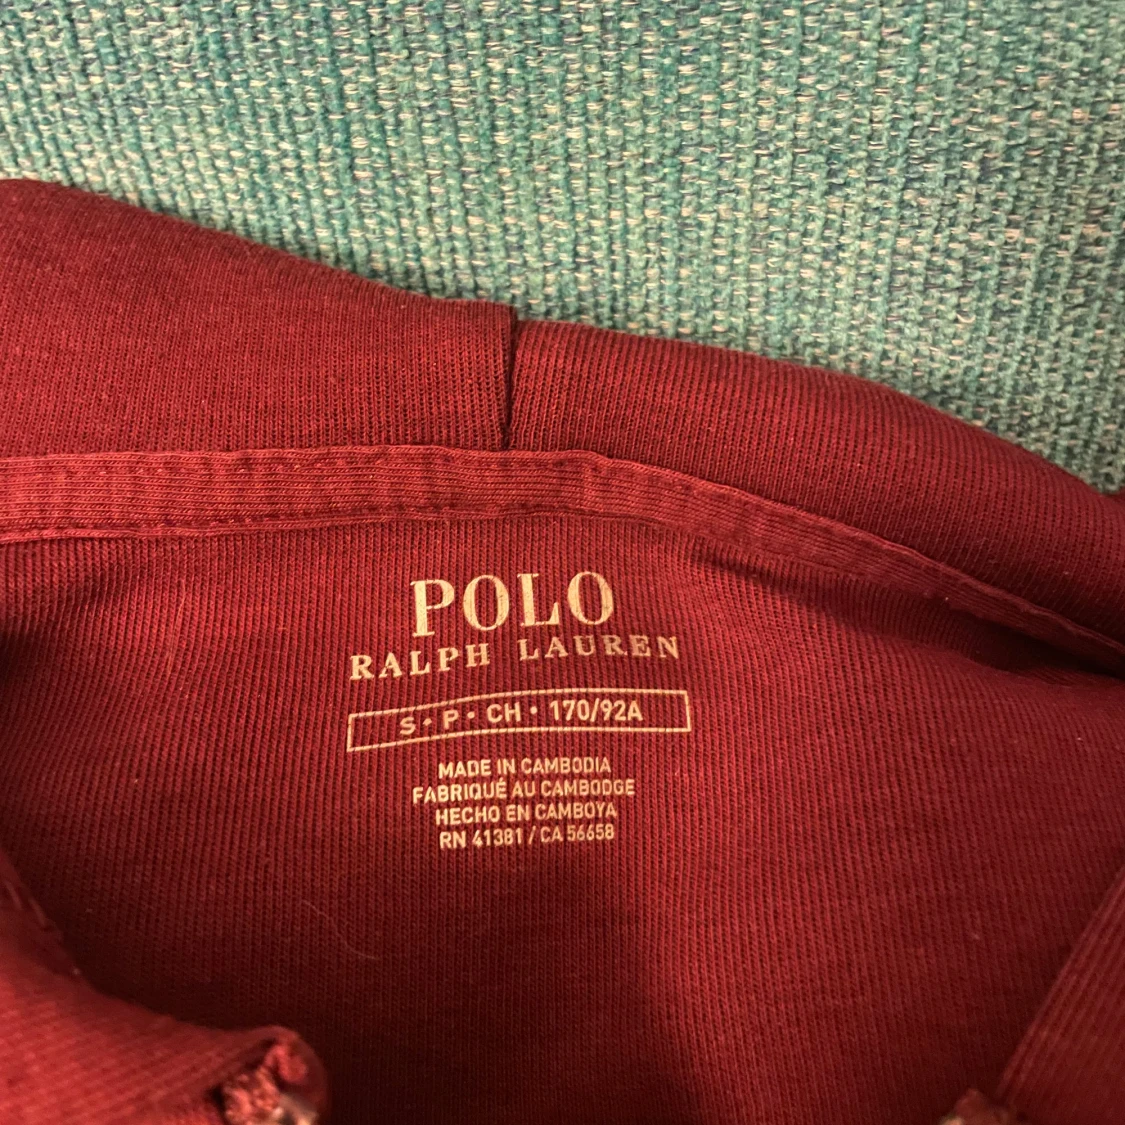 POLO
RALPH LAUREN
S • P • CH • 170/92A
MADE IN CAMBODIA
FABRIQUÉ AU CAMBODGE
HECHO EN CAMBOYA
RN 41381 / CA 56658